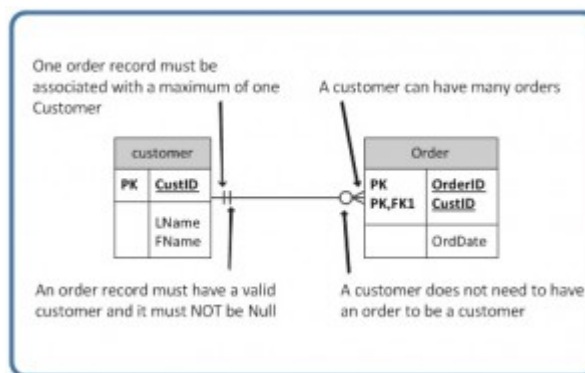 One order record must be
associated with a maximum of one
Customer
A customer can have many orders
customer
PK CustID
LName
FName
Order
PK OrderID
PK,FK1 CustID
OrdDate
An order record must have a valid
customer and it must NOT be Null
A customer does not need to have
an order to be a customer